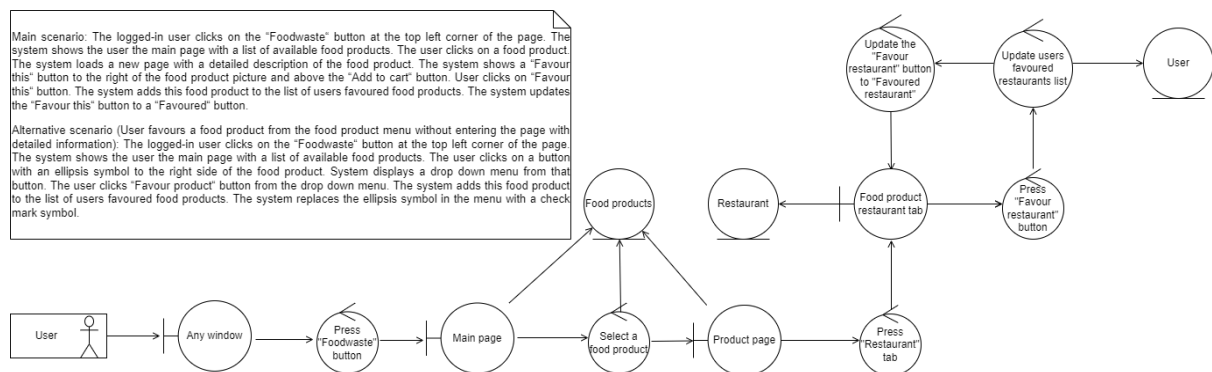 Main scenario: The logged-in user clicks on the “Foodwaste“ button at the top left corner of the page. The
system shows the user the main page with a list of available food products. The user clicks on a food product.
The system loads a new page with a detailed description of the food product. The system shows a “Favour
this“ button to the right of the food product picture and above the “Add to cart“ button. User clicks on “Favour
this“ button. The system adds this food product to the list of users favoured food products. The system updates
the “Favour this“ button to a “Favoured“ button.
Alternative scenario (User favours a food product from the food product menu without entering the page with
detailed information): The logged-in user clicks on the “Foodwaste“ button at the top left corner of the page.
The system shows the user the main page with a list of available food products. The user clicks on a button
with an ellipsis symbol to the right side of the food product. System displays a drop down menu from that
button. The user clicks “Favour product“ button from the drop down menu. The system adds this food product
to the list of users favoured food products. The system replaces the ellipsis symbol in the menu with a check
mark symbol.
Update the
"Favour
restaurant" button
to "Favoured
restaurant"
Update users
favoured
restaurants list
User
Food products
Restaurant
Food product
restaurant tab
Press
"Favour
restaurant"
button
User
Any window
Press
"Foodwaste"
button
Main page
Select a
food product
Product page
Press
"Restaurant"
tab